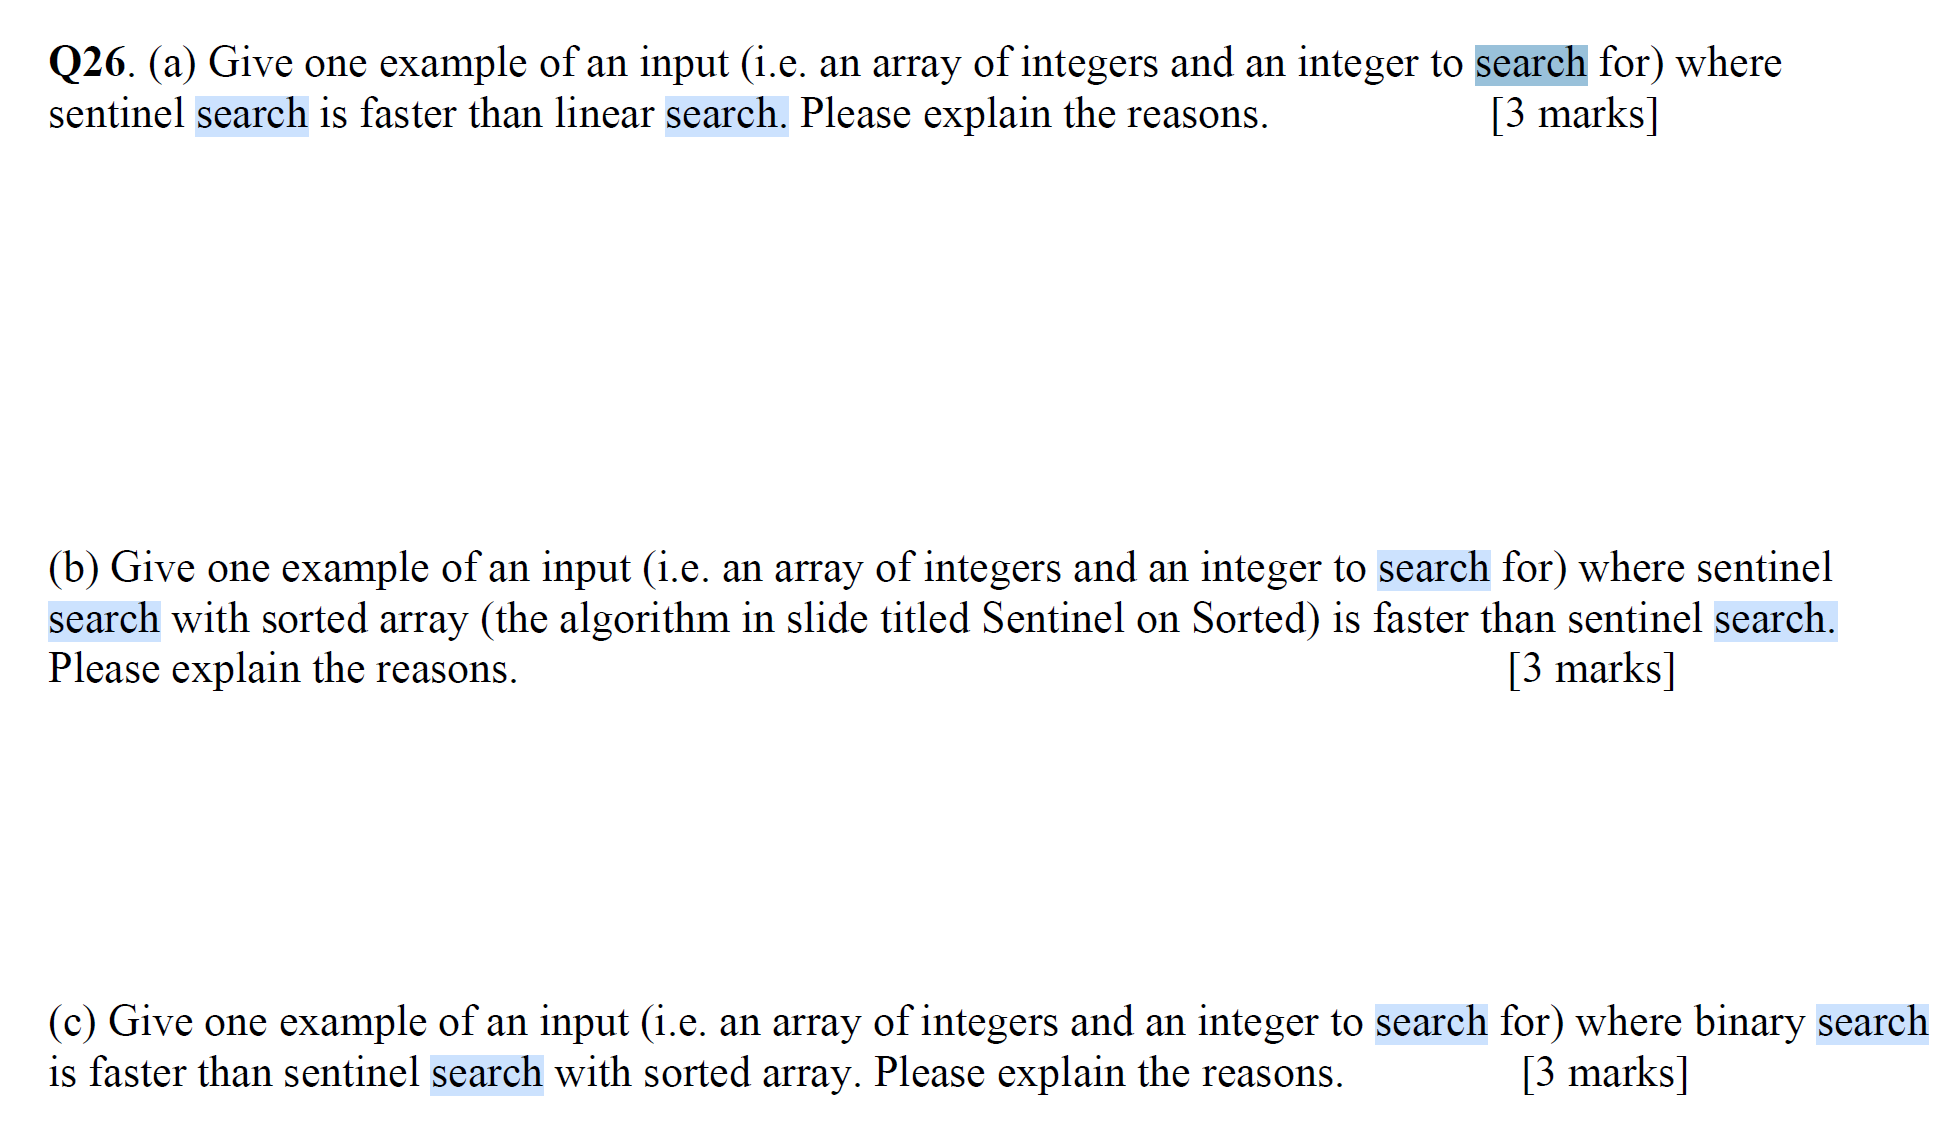 Q26. (a) Give one example of an input (i.e. an array of integers and an integer to search for) where
sentinel search is faster than linear search. Please explain the reasons. [3 marks]
(b) Give one example of an input (i.e. an array of integers and an integer to search for) where sentinel
search with sorted array (the algorithm in slide titled Sentinel on Sorted) is faster than sentinel search.
Please explain the reasons. [3 marks]
(c) Give one example of an input (i.e. an array of integers and an integer to search for) where binary search
is faster than sentinel search with sorted array. Please explain the reasons. [3 marks]